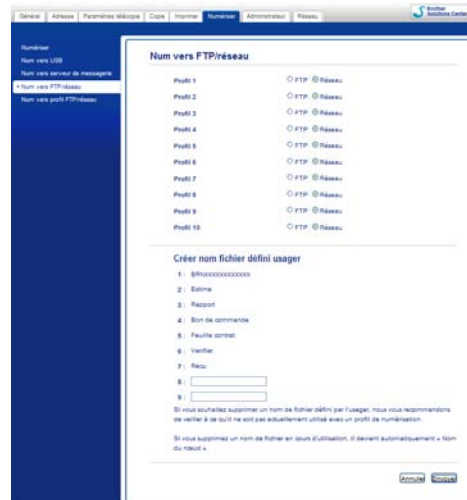 Général Adresse Paramètres télécopie Copie Imprimer Numériser Administrateur Réseau
Brother Solutions Center
Numériser
Num vers USB
Num vers serveur de messagerie
Num vers FTP/réseau
Num vers profil FTP/réseau
Num vers FTP/réseau
Profil 1 FTP Réseau
Profil 2 FTP Réseau
Profil 3 FTP Réseau
Profil 4 FTP Réseau
Profil 5 FTP Réseau
Profil 6 FTP Réseau
Profil 7 FTP Réseau
Profil 8 FTP Réseau
Profil 9 FTP Réseau
Profil 10 FTP Réseau
Créer nom fichier défini usager
1 : BRNXXXXXXXXXXXX
2 : Estime
3 : Rapport
4 : Bon de commande
5 : Feuille contrat
6 : Verifier
7 : Recu
8 :
9 :
Si vous souhaitez supprimer un nom de fichier défini par l'usager, nous vous recommandons
de veiller à ce qu'il ne soit pas actuellement utilisé avec un profil de numérisation.
Si vous supprimez un nom de fichier en cours d'utilisation, il devient automatiquement « Nom
du nœud ».
Annuler Envoyer